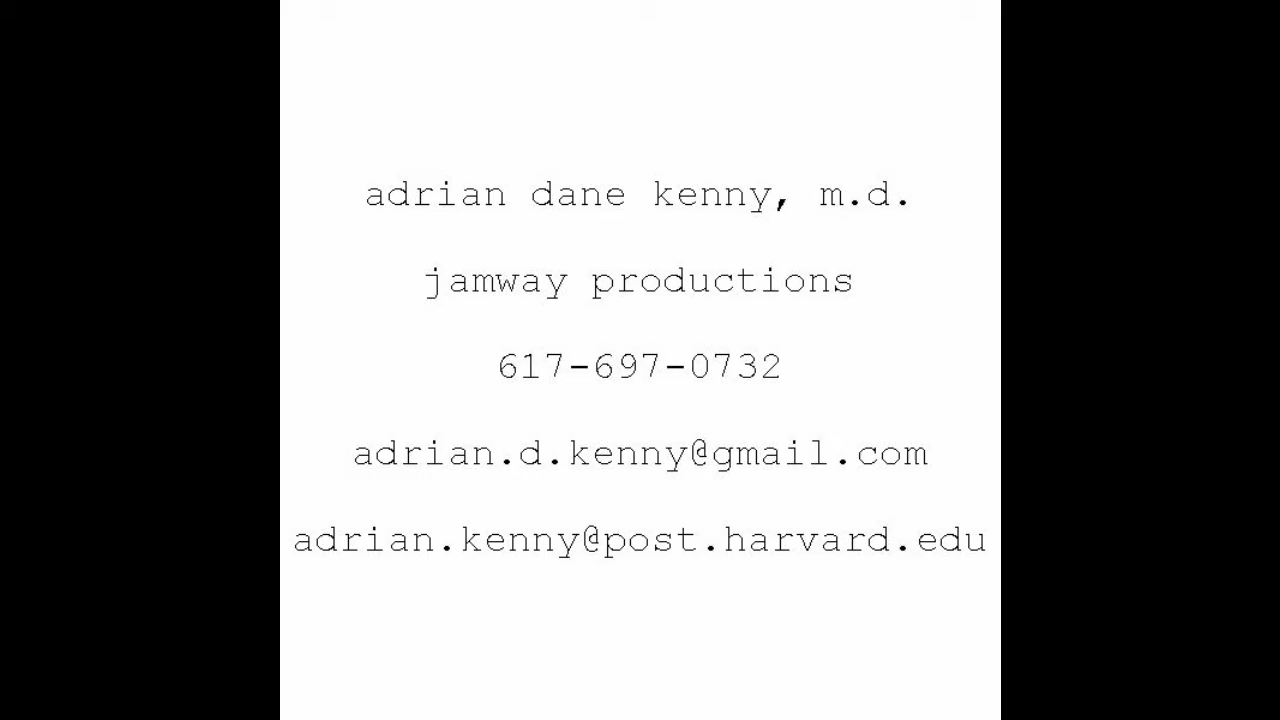 adrian dane kenny, m.d.
jamway productions
617-697-0732
adrian.d.kenny@gmail.com
adrian.kenny@post.harvard.edu